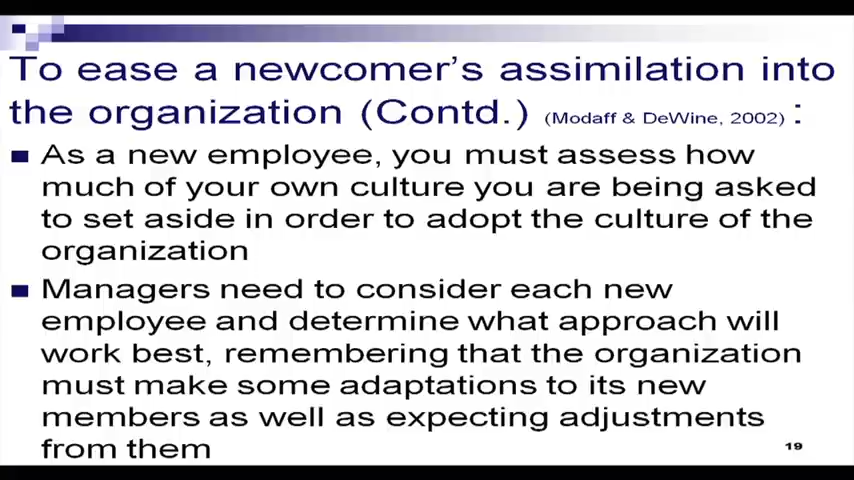 To ease a newcomer's assimilation into
the organization (Contd.) (Modaff & DeWine, 2002) :
As a new employee, you must assess how
much of your own culture you are being asked
to set aside in order to adopt the culture of the
organization
Managers need to consider each new
employee and determine what approach will
work best, remembering that the organization
must make some adaptations to its new
members as well as expecting adjustments
from them
19